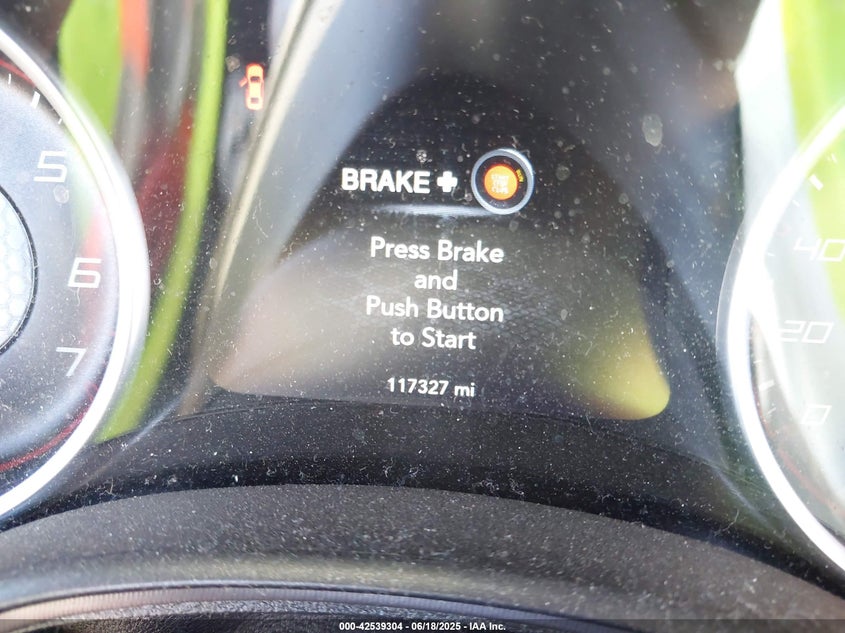 5
6
7
BRAKE +
Press Brake
and
Push Button
to Start
117327 mi
40
20
0
000-42539304 - 06/18/2025 - IAA Inc.